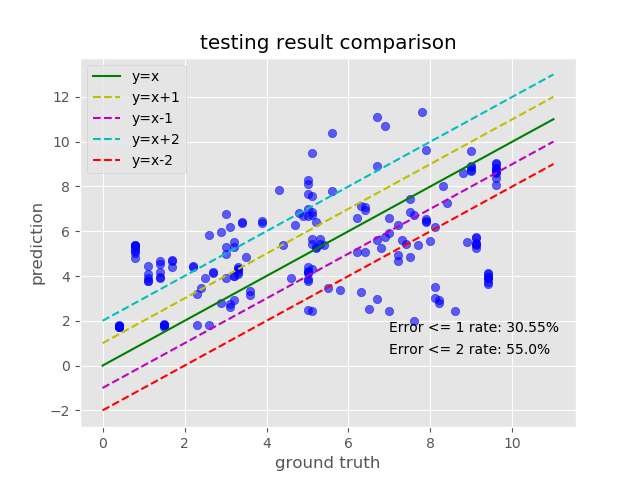 testing result comparison
y=x
y=x+1
y=x-1
y=x+2
y=x-2
12
10
8
6
4
2
0
−2
prediction
Error <= 1 rate: 30.55%
Error <= 2 rate: 55.0%
0 2 4 6 8 10
ground truth